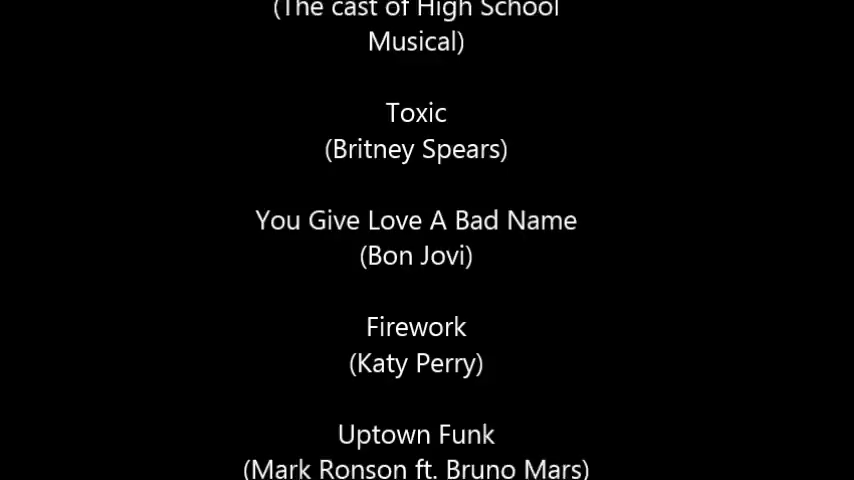 (The cast of High School
Musical)
Toxic
(Britney Spears)
You Give Love A Bad Name
(Bon Jovi)
Firework
(Katy Perry)
Uptown Funk
(Mark Ronson ft. Bruno Mars)